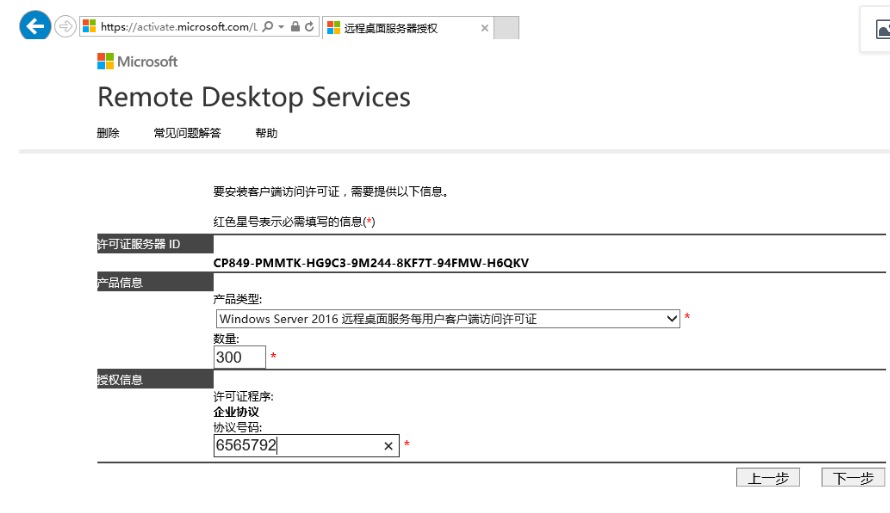 https://activate.microsoft.com/L
远程桌面服务器授权
Microsoft
Remote Desktop Services
删除 常见问题解答 帮助
要安装客户端访问许可证，需要提供以下信息。
红色星号表示必需填写的信息(*)
许可证服务器 ID
CP849-PMMTK-HG9C3-9M244-8KF7T-94FMW-H6QKV
产品信息
产品类型:
Windows Server 2016 远程桌面服务每用户客户端访问许可证 *
数量:
300 *
授权信息
许可证程序:
企业协议
协议号码:
6565792 *
上一步 下一步